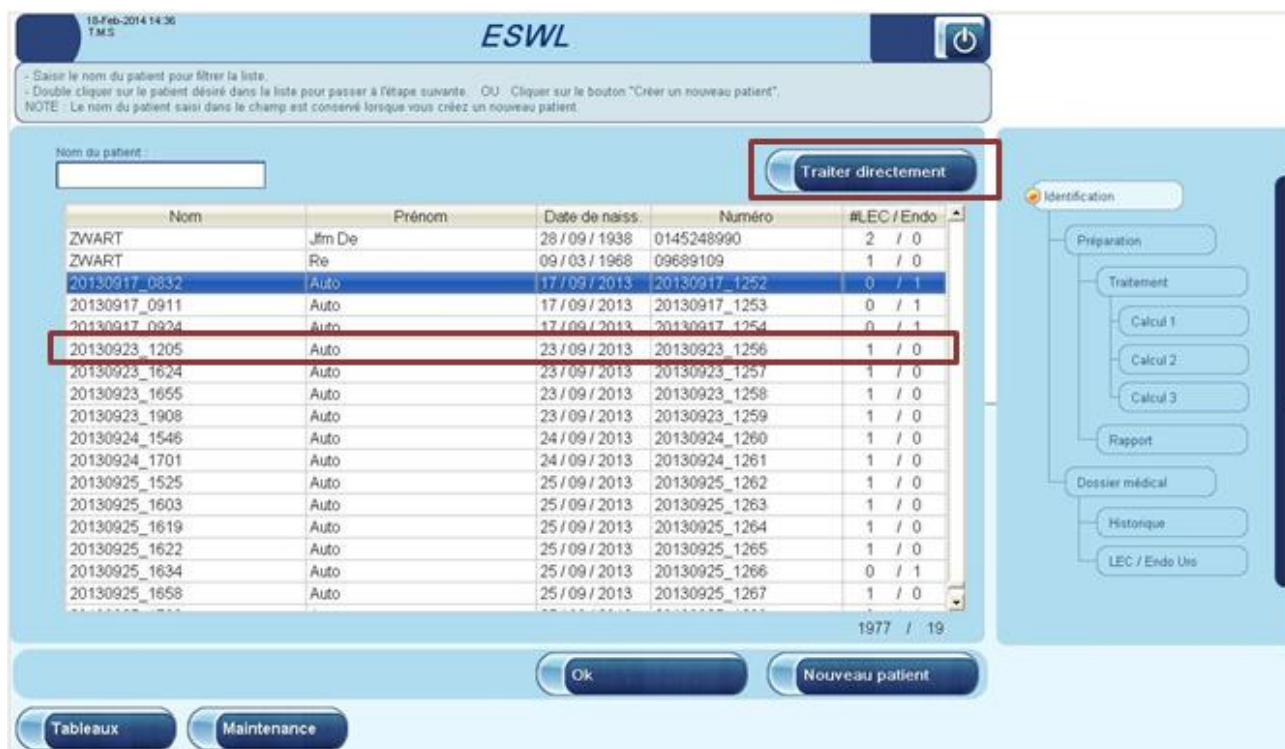 18-Feb-2014 14:36
T.M.S
ESWL
- Saisir le nom du patient pour filtrer la liste.
- Double cliquer sur le patient désiré dans la liste pour passer à l'étape suivante. OU Cliquer sur le bouton "Créer un nouveau patient".
NOTE : Le nom du patient saisi dans le champ est conservé lorsque vous créez un nouveau patient.
Nom du patient :
Traiter directement
Nom Prénom Date de naiss. Numéro #LEC / Endo
ZWART Jfm De 28 / 09 / 1938 0145248990 2 / 0
ZWART Re 09 / 03 / 1968 09689109 1 / 0
20130917_0832 Auto 17 / 09 / 2013 20130917_1252 0 / 1
20130917_0911 Auto 17 / 09 / 2013 20130917_1253 0 / 1
20130917_0924 Auto 17 / 09 / 2013 20130917_1254 0 / 1
20130923_1205 Auto 23 / 09 / 2013 20130923_1256 1 / 0
20130923_1624 Auto 23 / 09 / 2013 20130923_1257 1 / 0
20130923_1655 Auto 23 / 09 / 2013 20130923_1258 1 / 0
20130923_1908 Auto 23 / 09 / 2013 20130923_1259 1 / 0
20130924_1546 Auto 24 / 09 / 2013 20130924_1260 1 / 0
20130924_1701 Auto 24 / 09 / 2013 20130924_1261 1 / 0
20130925_1525 Auto 25 / 09 / 2013 20130925_1262 1 / 0
20130925_1603 Auto 25 / 09 / 2013 20130925_1263 1 / 0
20130925_1619 Auto 25 / 09 / 2013 20130925_1264 1 / 0
20130925_1622 Auto 25 / 09 / 2013 20130925_1265 1 / 0
20130925_1634 Auto 25 / 09 / 2013 20130925_1266 0 / 1
20130925_1658 Auto 25 / 09 / 2013 20130925_1267 1 / 0
1977 / 19
Ok
Nouveau patient
Tableaux
Maintenance
Identification
Préparation
Traitement
Calcul 1
Calcul 2
Calcul 3
Rapport
Dossier médical
Historique
LEC / Endo Uro